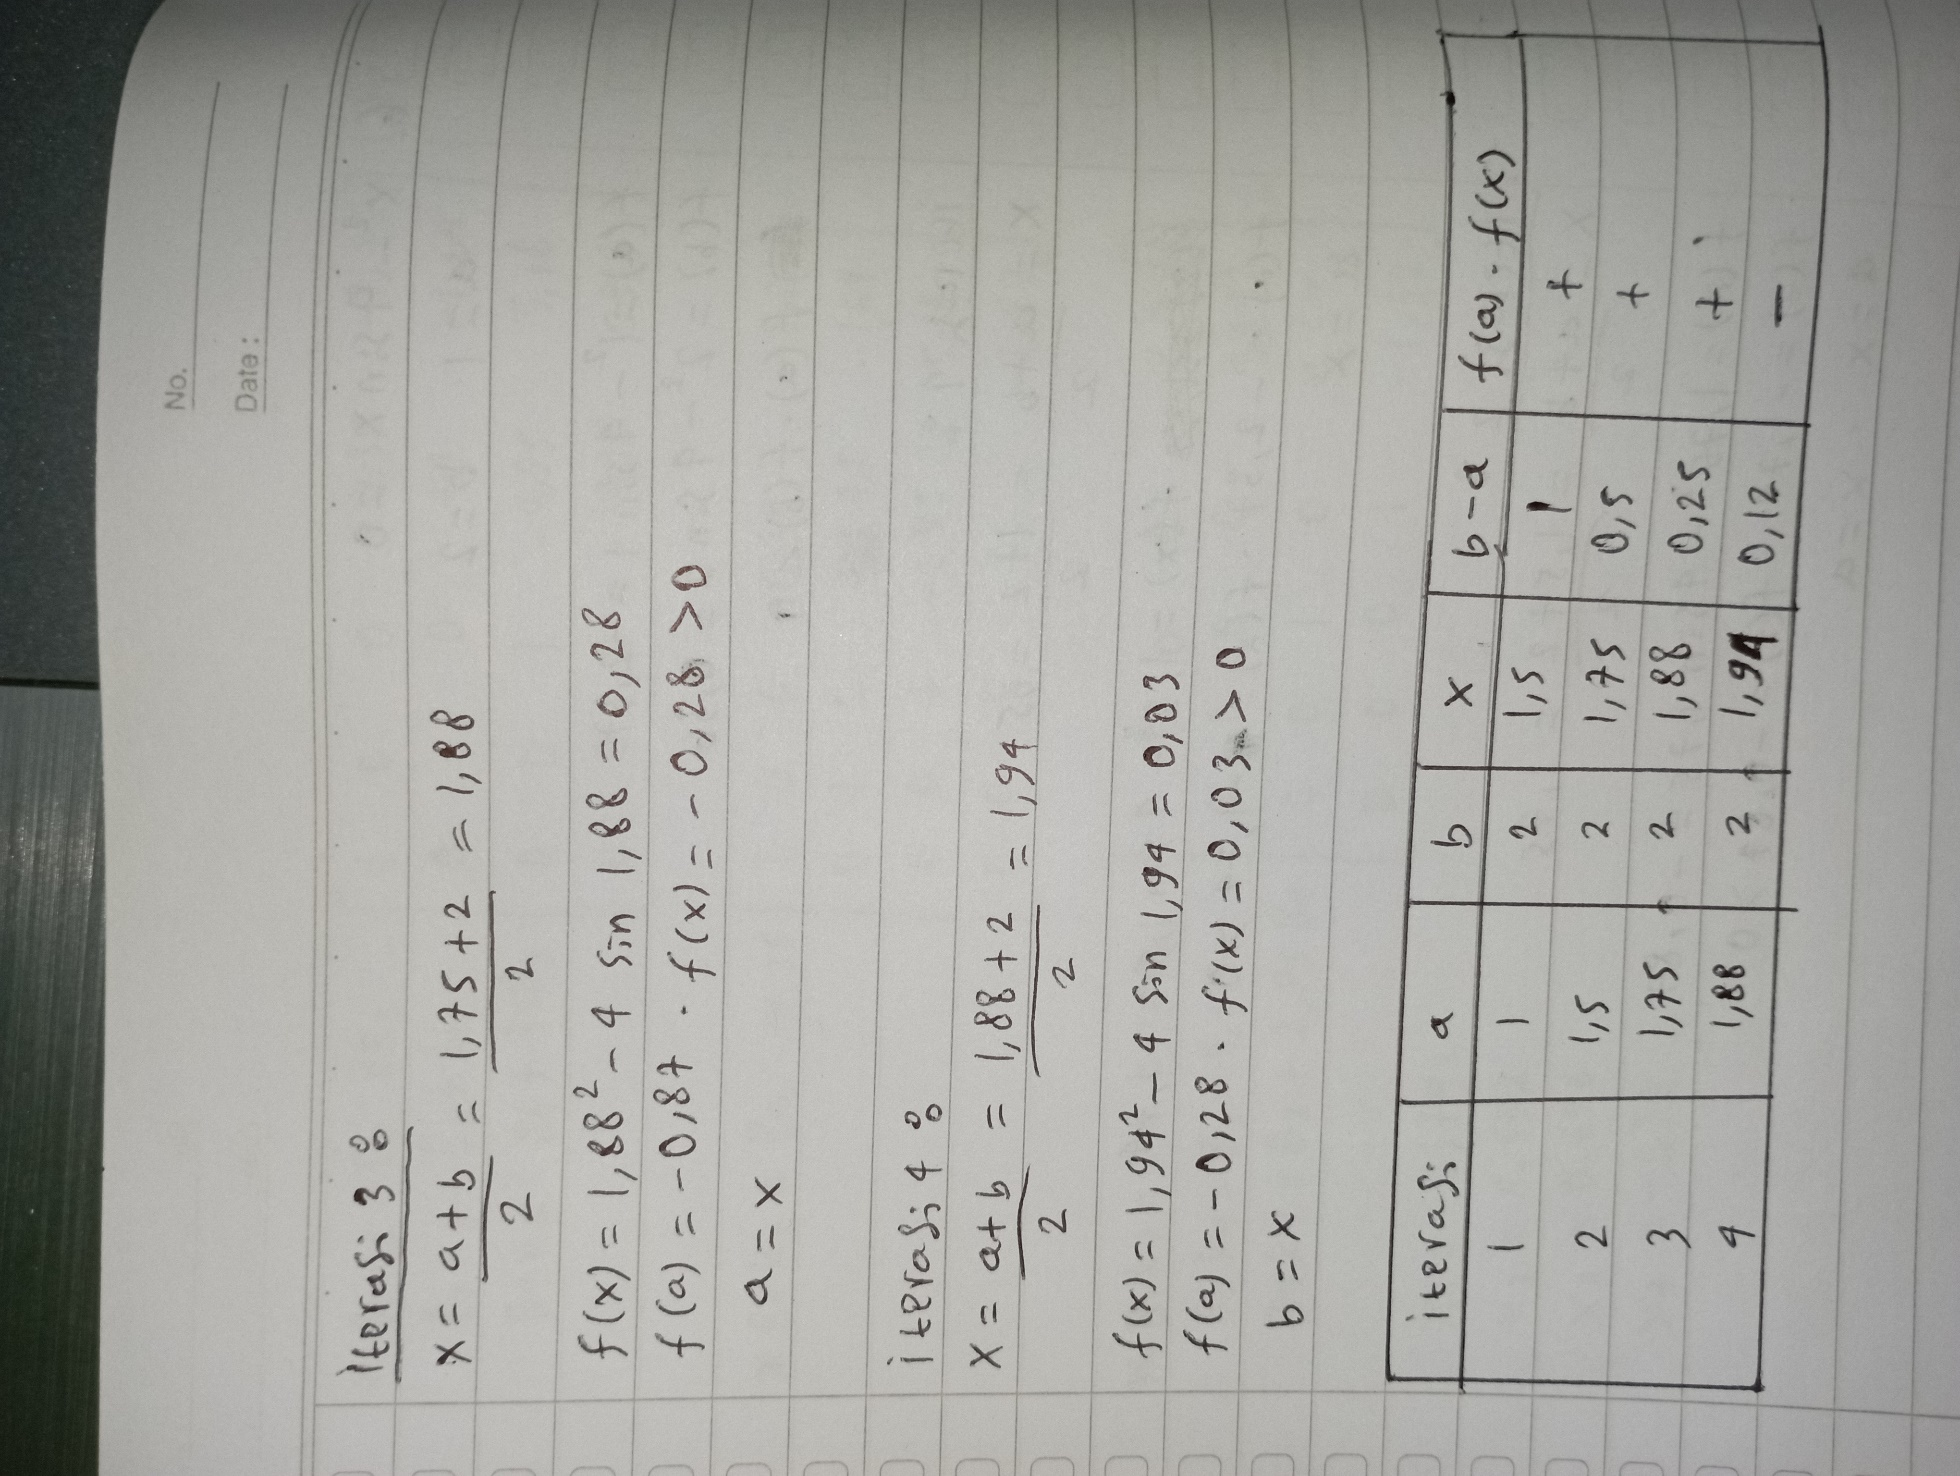 No.
Date :
Iterasi 3 :
x = a+b/2 = 1,75+2/2 = 1,88
f(x) = 1,88² - 4 sin 1,88 = 0,28
f(a) = -0,87 . f(x) = -0,28 > 0
a = x
iterasi 4 :
x = a+b/2 = 1,88+2/2 = 1,94
f(x) = 1,94² - 4 sin 1,94 = 0,03
f(a) = -0,28 . f(x) = 0,03 > 0
b = x
iterasi a b x b-a f(a) . f(x)
1 1 2 1,5 1 +
2 1,5 2 1,75 0,5 +
3 1,75 2 1,88 0,25 +
4 1,88 2 1,94 0,12 -